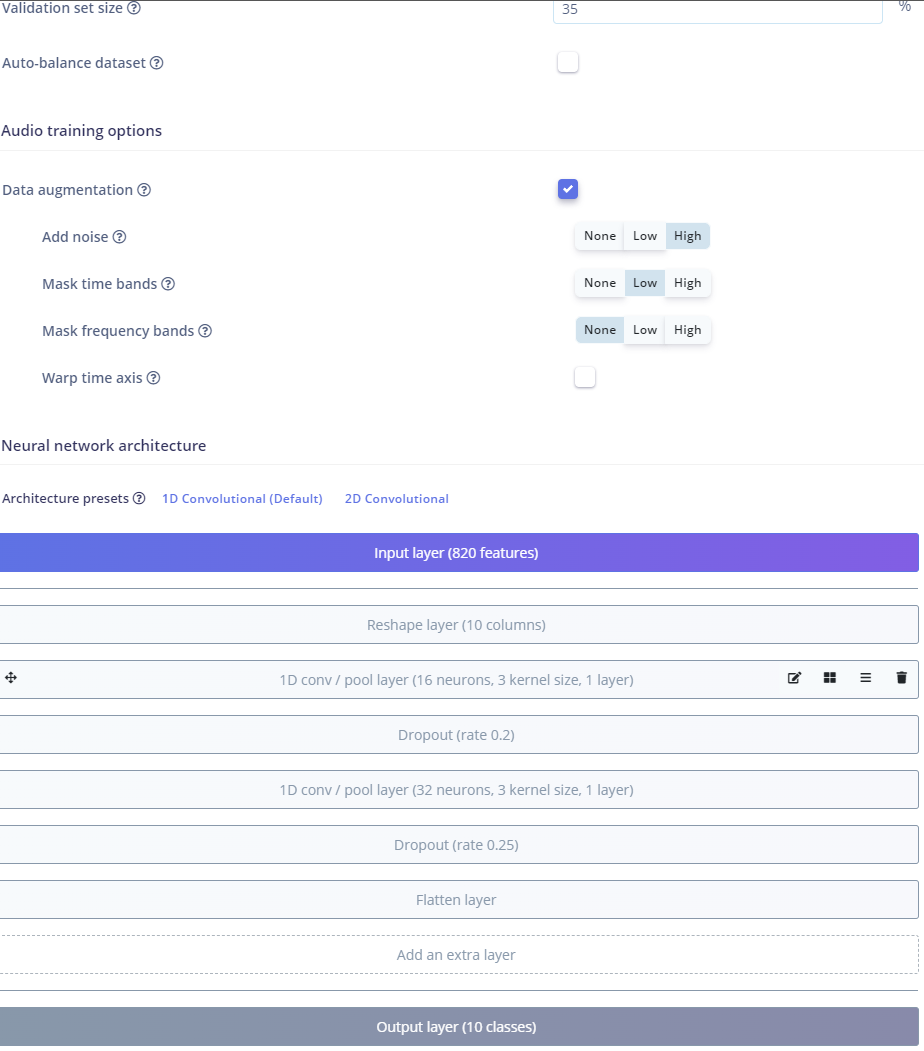 Validation set size
35
%
Auto-balance dataset
Audio training options
Data augmentation
Add noise
None Low High
Mask time bands
None Low High
Mask frequency bands
None Low High
Warp time axis
Neural network architecture
Architecture presets 1D Convolutional (Default) 2D Convolutional
Input layer (820 features)
Reshape layer (10 columns)
1D conv / pool layer (16 neurons, 3 kernel size, 1 layer)
Dropout (rate 0.2)
1D conv / pool layer (32 neurons, 3 kernel size, 1 layer)
Dropout (rate 0.25)
Flatten layer
Add an extra layer
Output layer (10 classes)